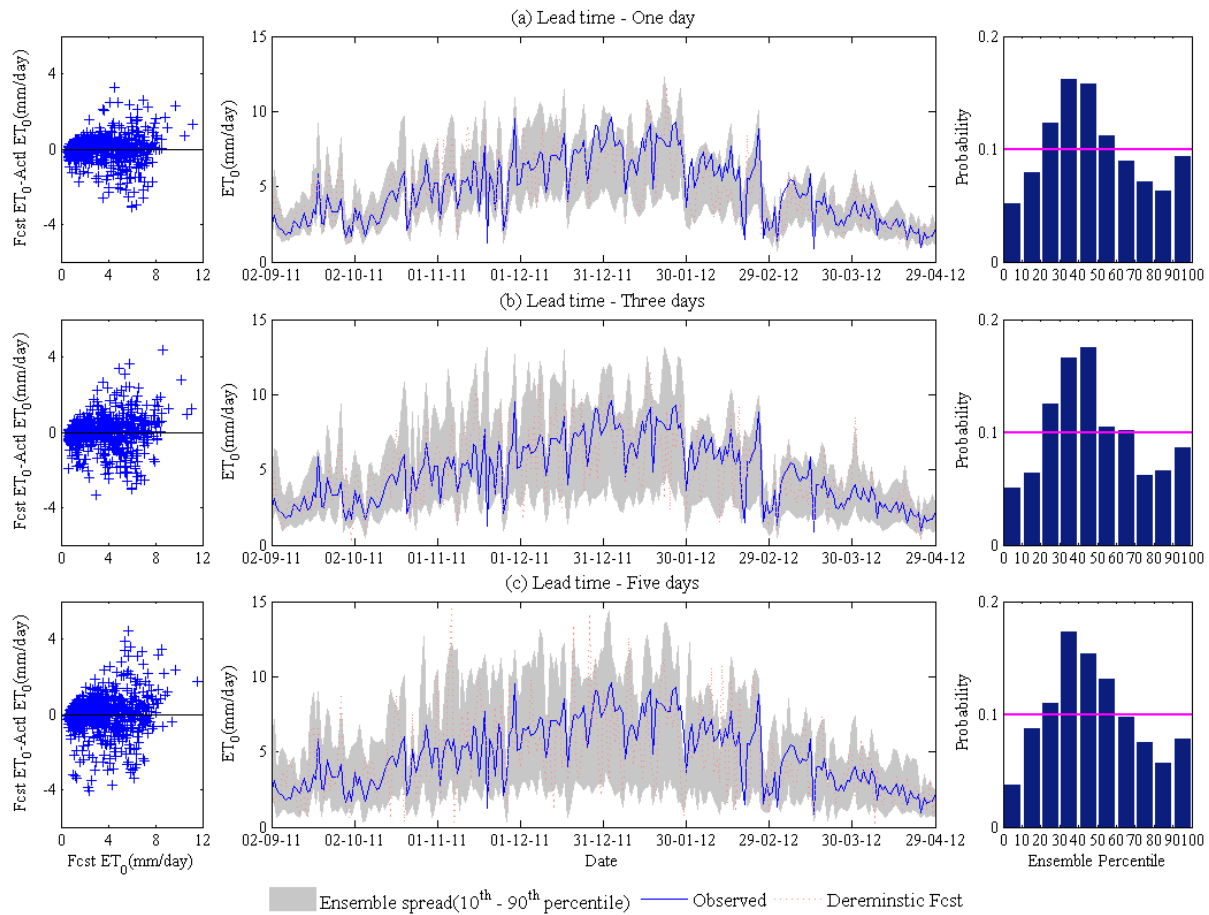 (a) Lead time - One day
Fcst ET0-Actl ET0(mm/day)
4
0
-4
0 4 8 12
ET0(mm/day)
15
10
5
0
02-09-11 02-10-11 01-11-11 01-12-11 31-12-11 30-01-12 29-02-12 30-03-12 29-04-12
Probability
0.2
0.1
0
0 10 20 30 40 50 60 70 80 90 100
(b) Lead time - Three days
Fcst ET0-Actl ET0(mm/day)
4
0
-4
0 4 8 12
ET0(mm/day)
15
10
5
0
02-09-11 02-10-11 01-11-11 01-12-11 31-12-11 30-01-12 29-02-12 30-03-12 29-04-12
Probability
0.2
0.1
0
0 10 20 30 40 50 60 70 80 90 100
(c) Lead time - Five days
Fcst ET0-Actl ET0(mm/day)
4
0
-4
0 4 8 12
Fcst ET0(mm/day)
ET0(mm/day)
15
10
5
0
02-09-11 02-10-11 01-11-11 01-12-11 31-12-11 30-01-12 29-02-12 30-03-12 29-04-12
Date
Probability
0.2
0.1
0
0 10 20 30 40 50 60 70 80 90 100
Ensemble Percentile
Ensemble spread(10th - 90th percentile) Observed Dereminstic Fcst